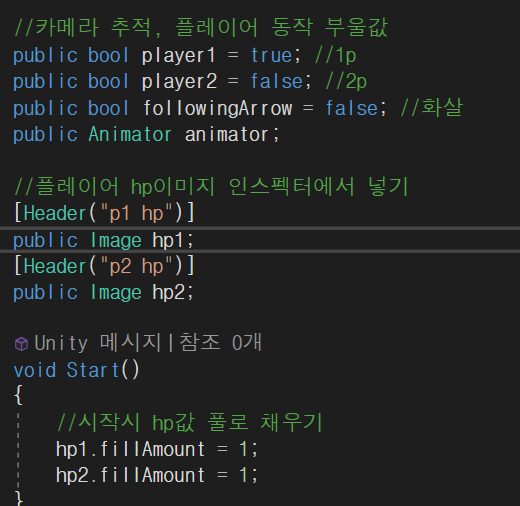 //카메라 추적, 플레이어 동작 부울값
public bool player1 = true; //1p
public bool player2 = false; //2p
public bool followingArrow = false; //화살
public Animator animator;
//플레이어 hp이미지 인스펙터에서 넣기
[Header("p1 hp")]
public Image hp1;
[Header("p2 hp")]
public Image hp2;
Unity 메시지|참조 0개
void Start()
{
//시작시 hp값 풀로 채우기
hp1.fillAmount = 1;
hp2.fillAmount = 1;
}